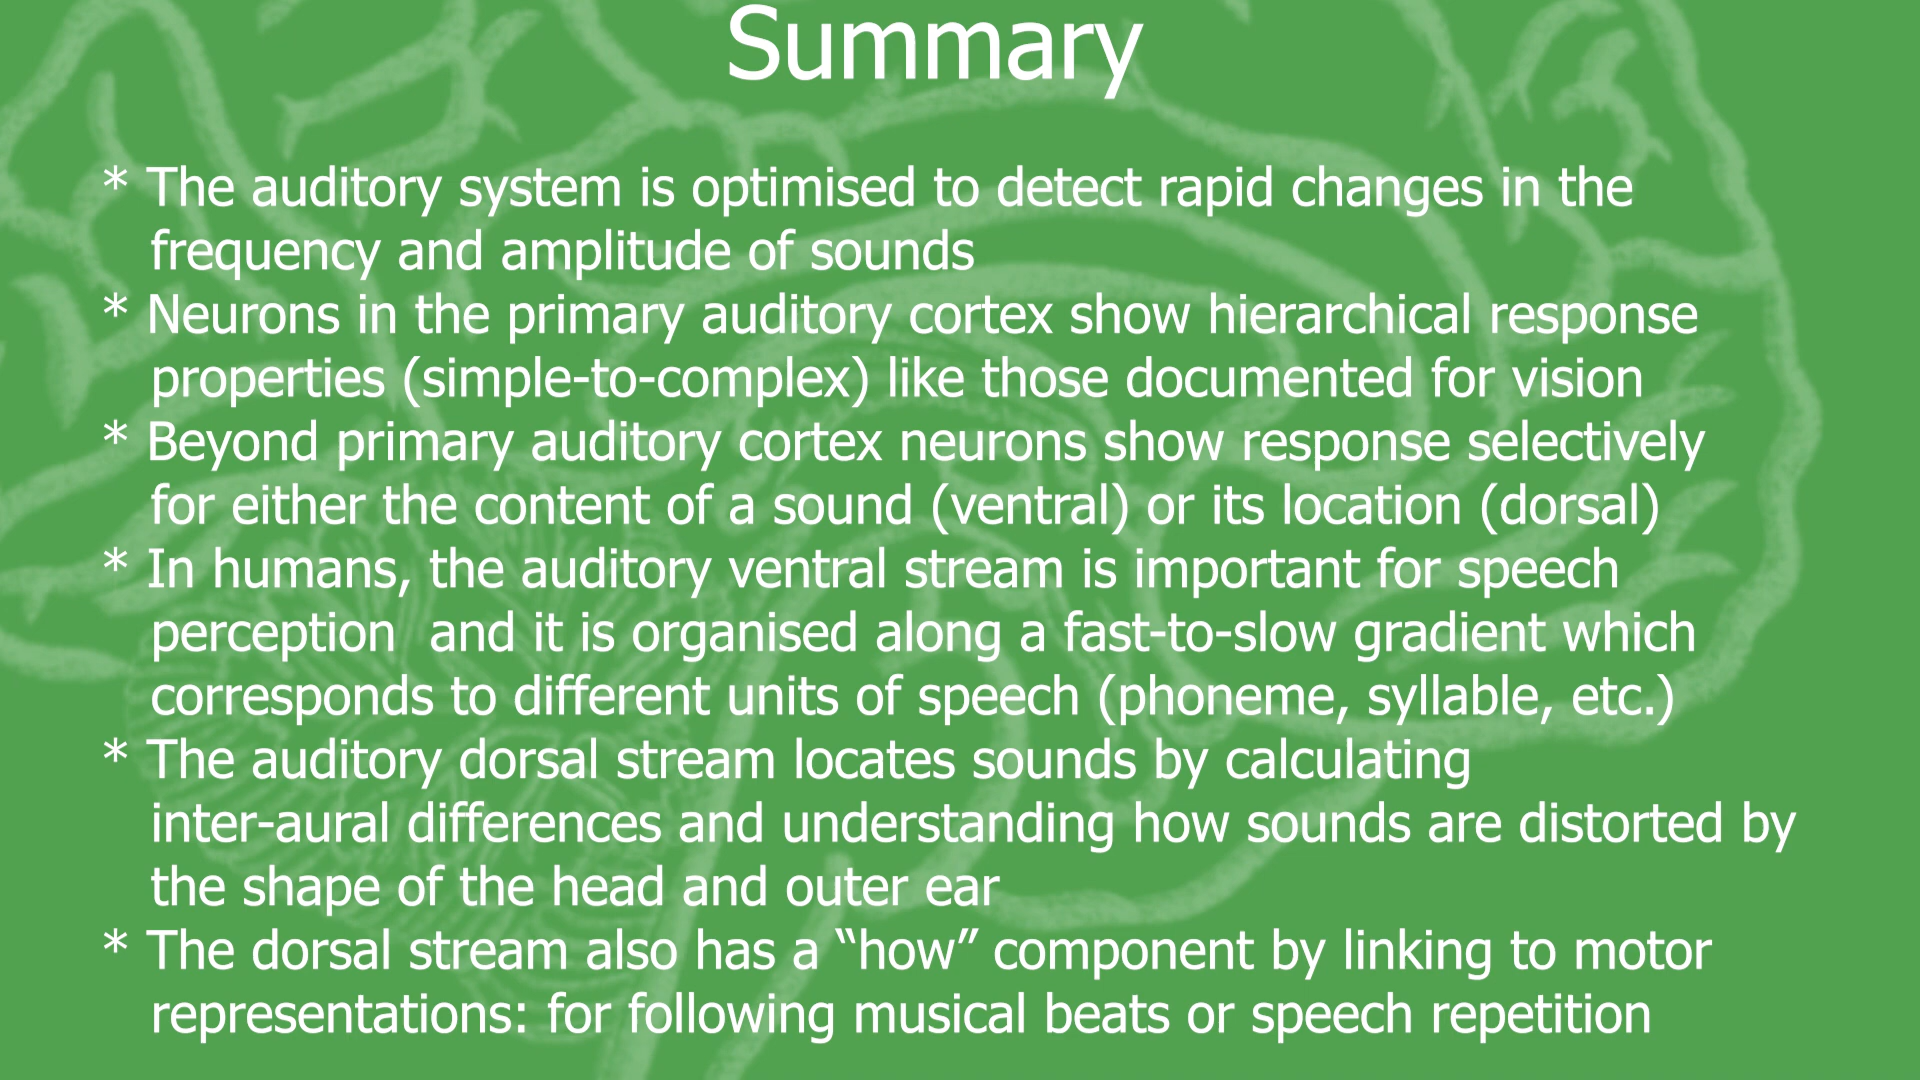 Summary
* The auditory system is optimised to detect rapid changes in the
frequency and amplitude of sounds
* Neurons in the primary auditory cortex show hierarchical response
properties (simple-to-complex) like those documented for vision
* Beyond primary auditory cortex neurons show response selectively
for either the content of a sound (ventral) or its location (dorsal)
* In humans, the auditory ventral stream is important for speech
perception  and it is organised along a fast-to-slow gradient which
corresponds to different units of speech (phoneme, syllable, etc.)
* The auditory dorsal stream locates sounds by calculating
inter-aural differences and understanding how sounds are distorted by
the shape of the head and outer ear
* The dorsal stream also has a “how” component by linking to motor
representations: for following musical beats or speech repetition